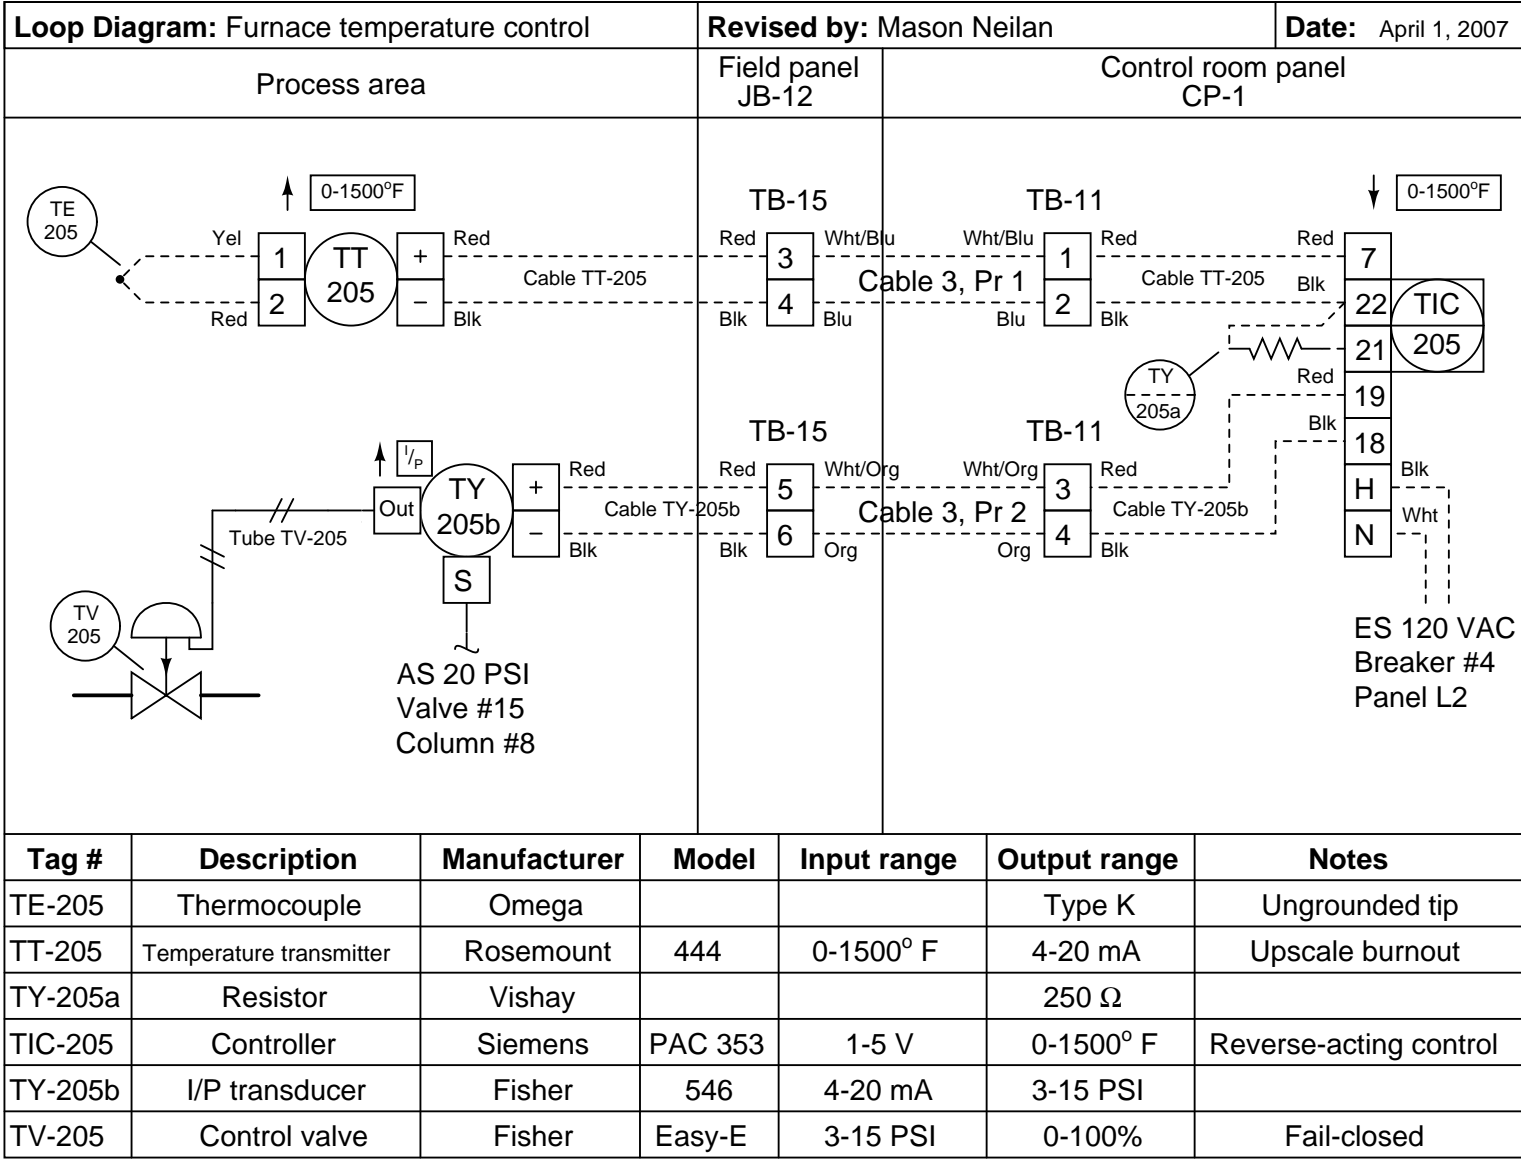 Loop Diagram: Furnace temperature control
Revised by: Mason Neilan
Date: April 1, 2007
Process area
Field panel
JB-12
Control room panel
CP-1
TE
205
0-1500°F
Yel
Red
1
2
TT
205
+
–
Red
Blk
Cable TT-205
TB-15
Red
Blk
3
4
Wht/Blu
Blu
Cable 3, Pr 1
TB-11
Wht/Blu
Blu
1
2
Red
Blk
Cable TT-205
0-1500°F
Red
Blk
7
22
21
19
18
H
N
TIC
205
TY
205a
Red
Blk
Blk
Wht
ES 120 VAC
Breaker #4
Panel L2
I/P
Out
TY
205b
S
+
–
Red
Blk
Cable TY-205b
TB-15
Red
Blk
5
6
Wht/Org
Org
Cable 3, Pr 2
TB-11
Wht/Org
Org
3
4
Red
Blk
Cable TY-205b
Tube TV-205
TV
205
AS 20 PSI
Valve #15
Column #8
Tag # Description Manufacturer Model Input range Output range Notes
TE-205 Thermocouple Omega Type K Ungrounded tip
TT-205 Temperature transmitter Rosemount 444 0-1500° F 4-20 mA Upscale burnout
TY-205a Resistor Vishay 250 Ω
TIC-205 Controller Siemens PAC 353 1-5 V 0-1500° F Reverse-acting control
TY-205b I/P transducer Fisher 546 4-20 mA 3-15 PSI
TV-205 Control valve Fisher Easy-E 3-15 PSI 0-100% Fail-closed